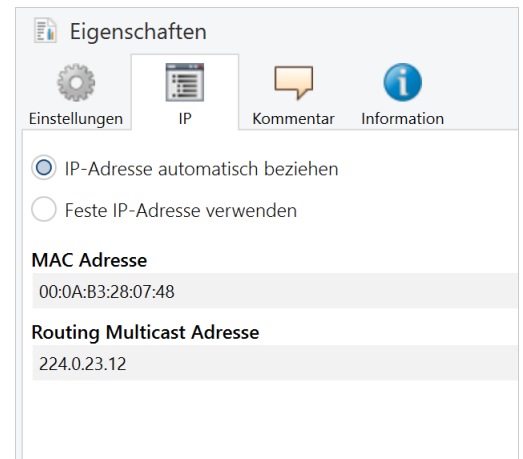 Eigenschaften
Einstellungen IP Kommentar Information
IP-Adresse automatisch beziehen
Feste IP-Adresse verwenden
MAC Adresse
00:0A:B3:28:07:48
Routing Multicast Adresse
224.0.23.12